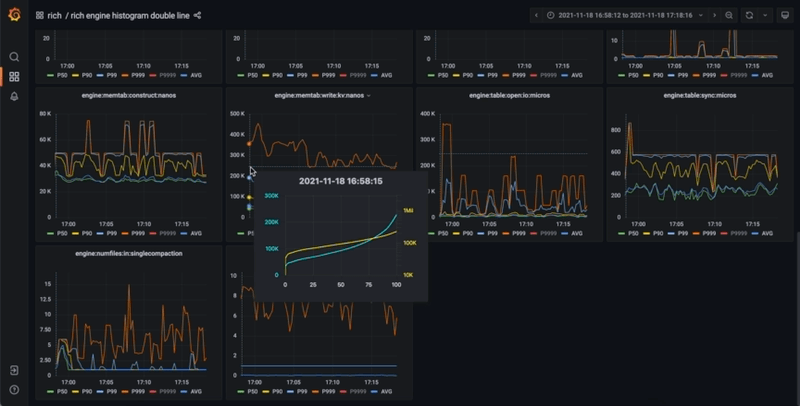 rich / rich engine histogram double line
2021-11-18 16:58:12 to 2021-11-18 17:18:16
20
0
17:00 17:05 17:10 17:15
P50 P90 P99 P999 P9999 AVG
20
0
17:00 17:05 17:10 17:15
P50 P90 P99 P999 P9999 AVG
20
0
17:00 17:05 17:10 17:15
P50 P90 P99 P999 P9999 AVG
10
0
17:00 17:05 17:10 17:15
P50 P90 P99 P999 P9999 AVG
engine:memtab:construct:nanos
80 K
60 K
40 K
20 K
0
17:00 17:05 17:10 17:15
P50 P90 P99 P999 P9999 AVG
engine:memtab:write:kv:nanos
500 K
400 K
300 K
200 K
100 K
0
P50
2021-11-18 16:58:15
300K
200K
100K
0
1Mil
100K
10K
0 25 50 75 100
engine:table:open:io:micros
400 K
300 K
200 K
100 K
0
17:00 17:05 17:10 17:15
P50 P90 P99 P999 P9999 AVG
engine:table:sync:micros
800
600
400
200
0
17:00 17:05 17:10 17:15
P50 P90 P99 P999 P9999 AVG
engine:numfiles:in:singlecompaction
15
12.5
10
7.50
5
2.50
0
17:00 17:05 17:10 17:15
P50 P90 P99 P999 P9999 AVG
10
8
6
4
2
0
17:00 17:05 17:10 17:15
P50 P90 P99 P999 P9999 AVG